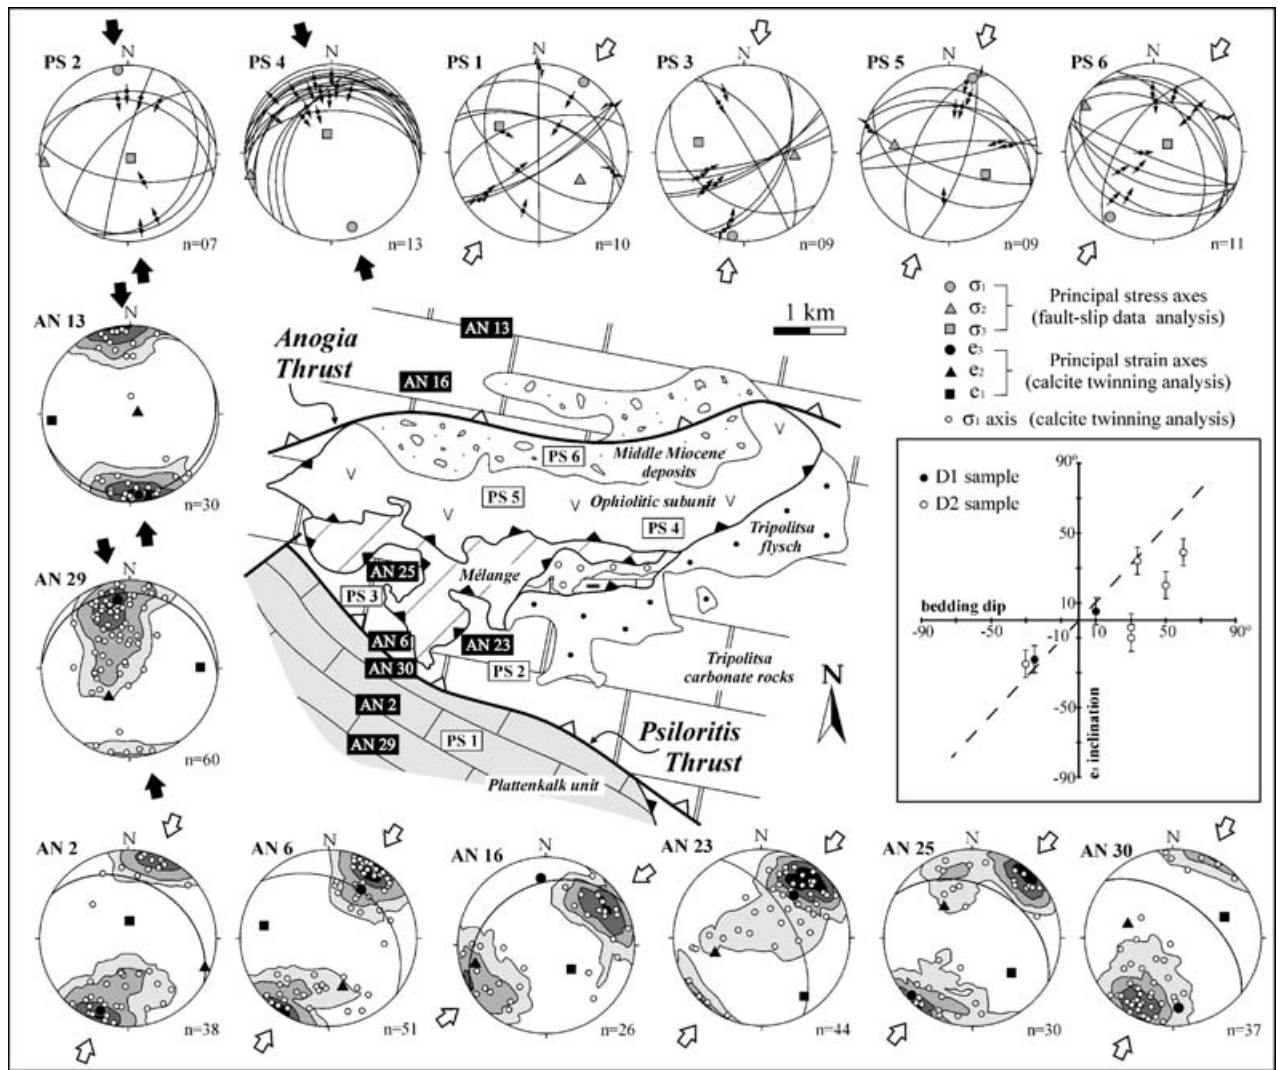 N
PS 2
n=07
N
PS 4
n=13
N
PS 1
n=10
N
PS 3
n=09
N
PS 5
n=09
N
PS 6
n=11
σ1
σ2
σ3
Principal stress axes
(fault-slip data analysis)
e3
e2
e1
Principal strain axes
(calcite twinning analysis)
σ1 axis (calcite twinning analysis)
N
AN 13
n=30
AN 29
N
n=60
1 km
Anogia
Thrust
AN 13
AN 16
PS 6
Middle Miocene
deposits
V
V
PS 5
V
Ophiolitic subunit
V
PS 4
Tripolitsa
flysch
AN 25
Mélange
PS 3
AN 6
AN 23
AN 30
PS 2
Tripolitsa
carbonate rocks
AN 2
AN 29
PS 1
Psiloritis
Thrust
Plattenkalk unit
N
D1 sample
D2 sample
90º
50
10
bedding dip
-90
-50
-10
10
50
90º
-50
-90
e3 inclination
AN 2
N
n=38
AN 6
N
n=51
AN 16
N
n=26
AN 23
N
n=44
AN 25
N
n=30
AN 30
N
n=37